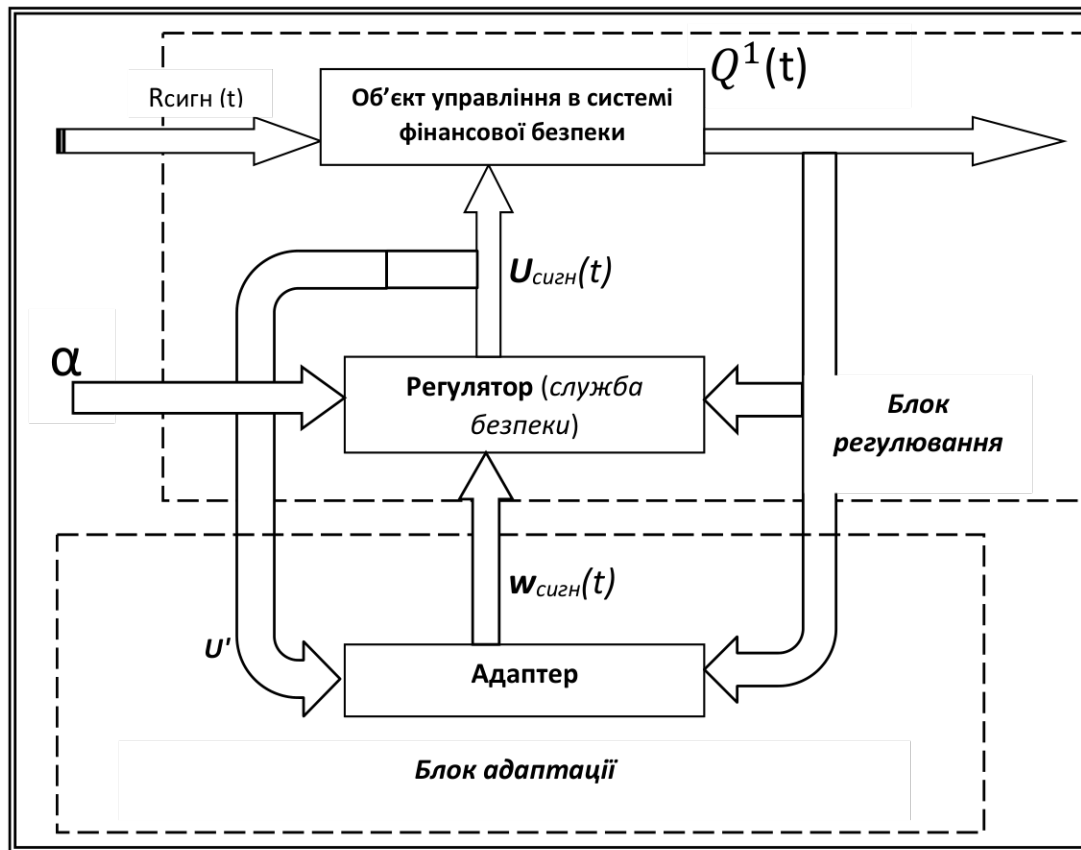 Q¹(t)
Rсигн (t)
Об’єкт управління в системі
фінансової безпеки
Uсигн(t)
α
Регулятор (служба
безпеки)
Блок
регулювання
wсигн(t)
U'
Адаптер
Блок адаптації